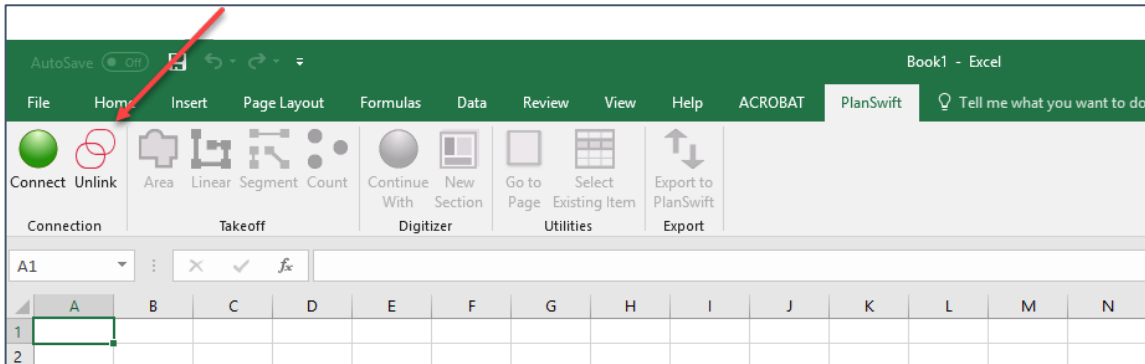 AutoSave Off Book1 - Excel
File Home Insert Page Layout Formulas Data Review View Help ACROBAT PlanSwift Tell me what you want to do
Connect Unlink Area Linear Segment Count Continue With New Section Go to Page Select Existing Item Export to PlanSwift
Connection Takeoff Digitizer Utilities Export
A1 fx
A B C D E F G H I J K L M N
1
2